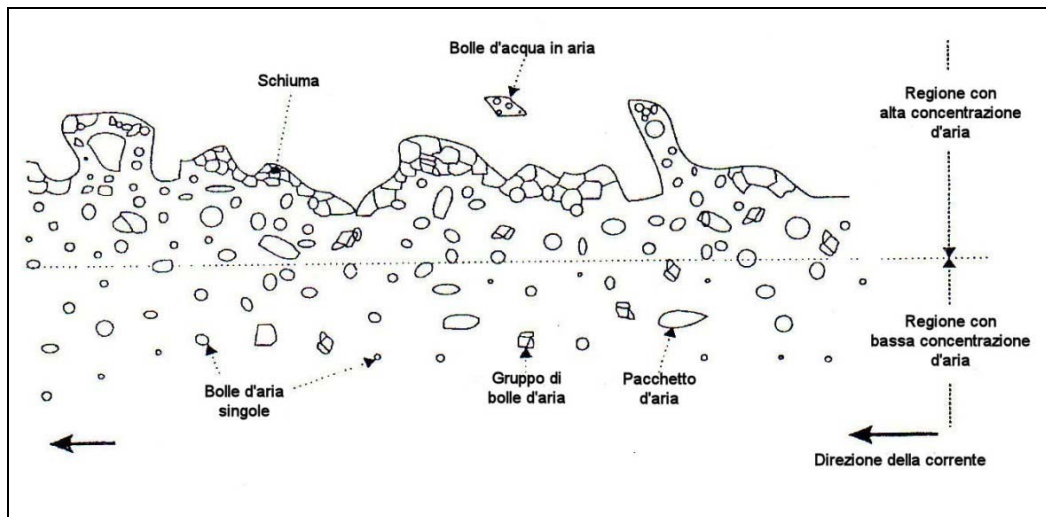 Bolle d'acqua in aria
Schiuma
Regione con
alta concentrazione
d'aria
Regione con
bassa concentrazione
d'aria
Bolle d'aria
singole
Gruppo di
bolle d'aria
Pacchetto
d'aria
Direzione della corrente